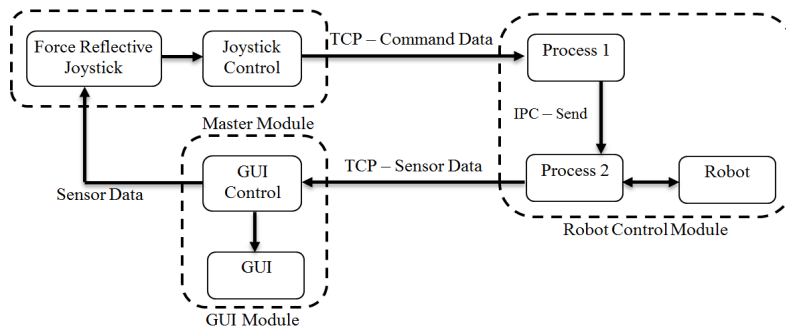 Force Reflective
Joystick
Joystick
Control
TCP – Command Data
Process 1
Master Module
IPC – Send
GUI
Control
TCP – Sensor Data
Process 2
Robot
Sensor Data
Robot Control Module
GUI
GUI Module